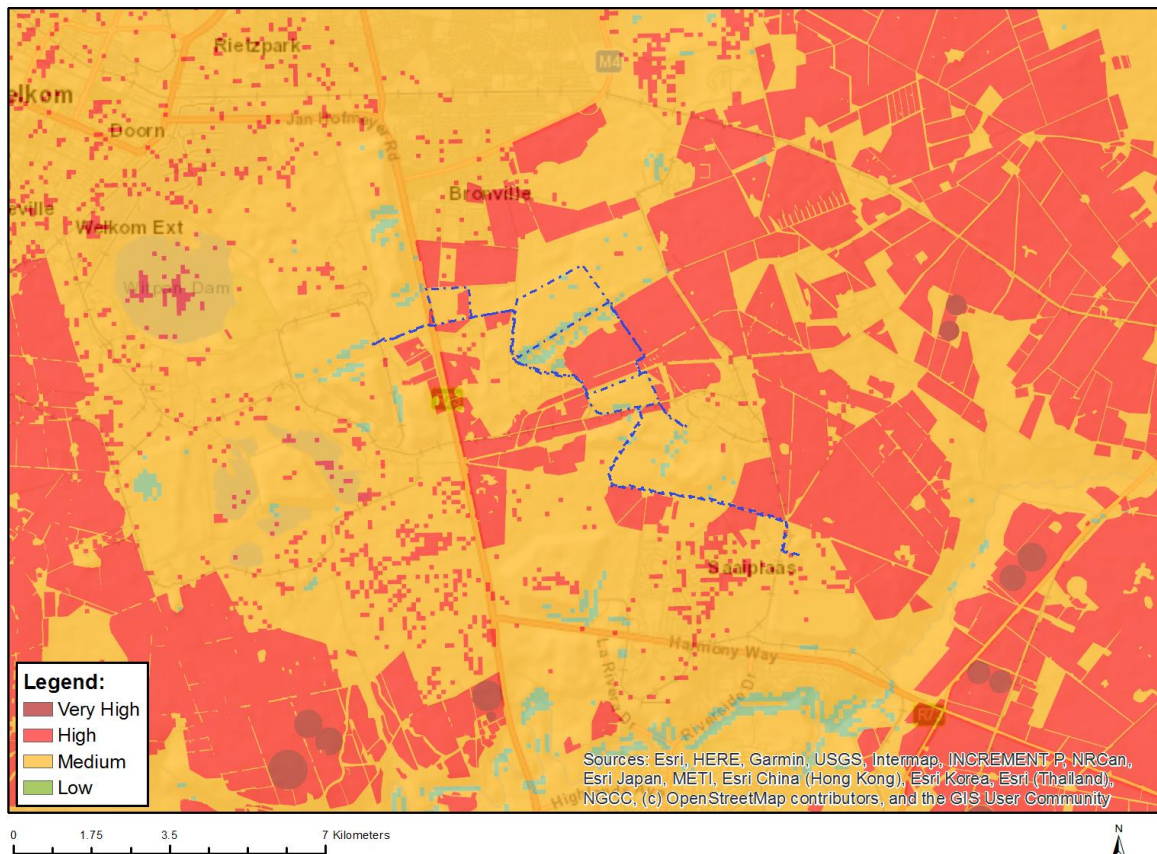 Rietzpark
elkom
M4
Doorn
Jan Hofmeyer Rd
Bronville
eville
Welkom Ext
Witpan Dam
Saaiplaas
Harmony Way
La Riviera Dr
Riverside Dr
Legend:
Very High
High
Medium
Low
Sources: Esri, HERE, Garmin, USGS, Intermap, INCREMENT P, NRCan,
Esri Japan, METI, Esri China (Hong Kong), Esri Korea, Esri (Thailand),
NGCC, (c) OpenStreetMap contributors, and the GIS User Community
0 1.75 3.5 7 Kilometers
N